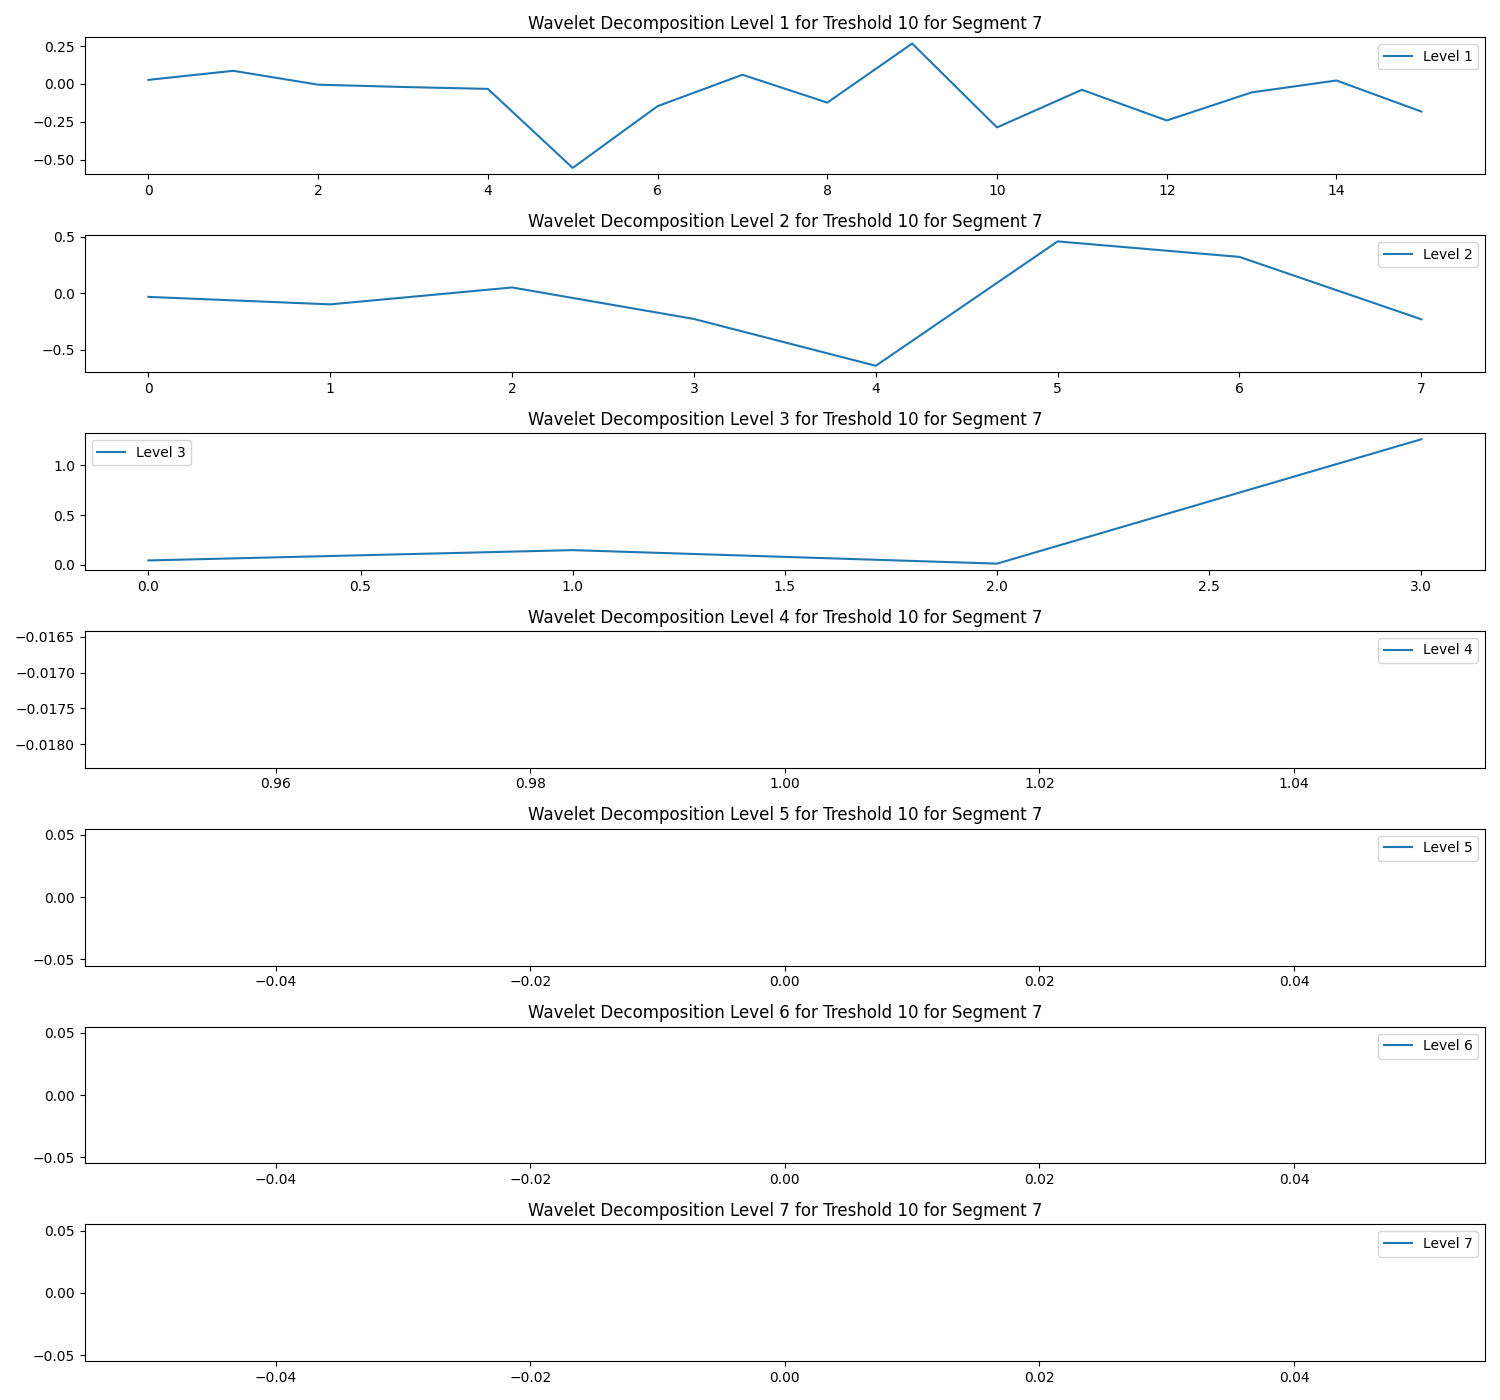 Wavelet Decomposition Level 1 for Treshold 10 for Segment 7
0.25
0.00
−0.25
−0.50
Level 1
0 2 4 6 8 10 12 14
Wavelet Decomposition Level 2 for Treshold 10 for Segment 7
0.5
0.0
−0.5
Level 2
0 1 2 3 4 5 6 7
Wavelet Decomposition Level 3 for Treshold 10 for Segment 7
Level 3
1.0
0.5
0.0
0.0 0.5 1.0 1.5 2.0 2.5 3.0
Wavelet Decomposition Level 4 for Treshold 10 for Segment 7
−0.0165
−0.0170
−0.0175
−0.0180
Level 4
0.96 0.98 1.00 1.02 1.04
Wavelet Decomposition Level 5 for Treshold 10 for Segment 7
0.05
0.00
−0.05
Level 5
−0.04 −0.02 0.00 0.02 0.04
Wavelet Decomposition Level 6 for Treshold 10 for Segment 7
0.05
0.00
−0.05
Level 6
−0.04 −0.02 0.00 0.02 0.04
Wavelet Decomposition Level 7 for Treshold 10 for Segment 7
0.05
0.00
−0.05
Level 7
−0.04 −0.02 0.00 0.02 0.04